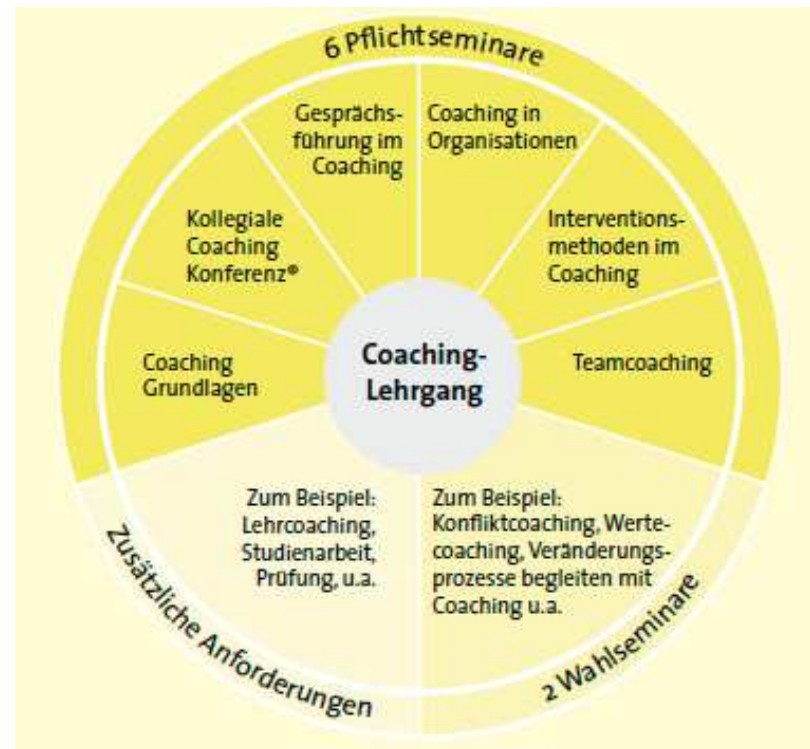 6 Pflichtseminare
Gesprächs-
führung im
Coaching
Coaching in
Organisationen
Kollegiale
Coaching
Konferenz®
Interventions-
methoden im
Coaching
Coaching
Grundlagen
Coaching-
Lehrgang
Teamcoaching
Zum Beispiel:
Lehrcoaching,
Studienarbeit,
Prüfung, u.a.
Zum Beispiel:
Konfliktcoaching, Werte-
coaching, Veränderungs-
prozesse begleiten mit
Coaching u.a.
Zusätzliche Anforderungen
2 Wahlseminare